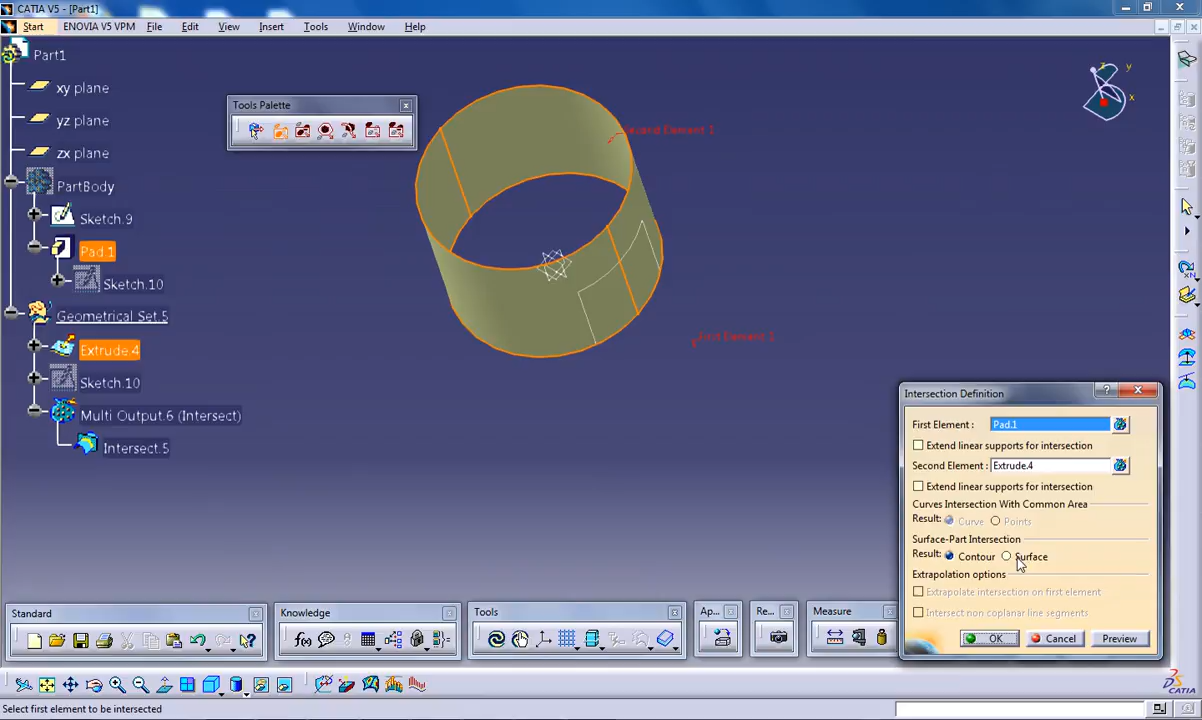 CATIA V5 - [Part1]
Start ENOVIA V5 VPM File Edit View Insert Tools Window Help
Part1
xy plane
yz plane
zx plane
PartBody
Sketch.9
Pad.1
Sketch.10
Geometrical Set.5
Extrude.4
Sketch.10
Multi Output.6 (Intersect)
Intersect.5
Tools Palette
Second Element 1
First Element 1
z y
x
Intersection Definition
First Element : Pad.1
Extend linear supports for intersection
Second Element : Extrude.4
Extend linear supports for intersection
Curves Intersection With Common Area
Result: Curve Points
Surface-Part Intersection
Result: Contour Surface
Extrapolation options
Extrapolate intersection on first element
Intersect non coplanar line segments
OK Cancel Preview
Standard Knowledge Tools Ap... Re... Measure
f(x)
Select first element to be intersected